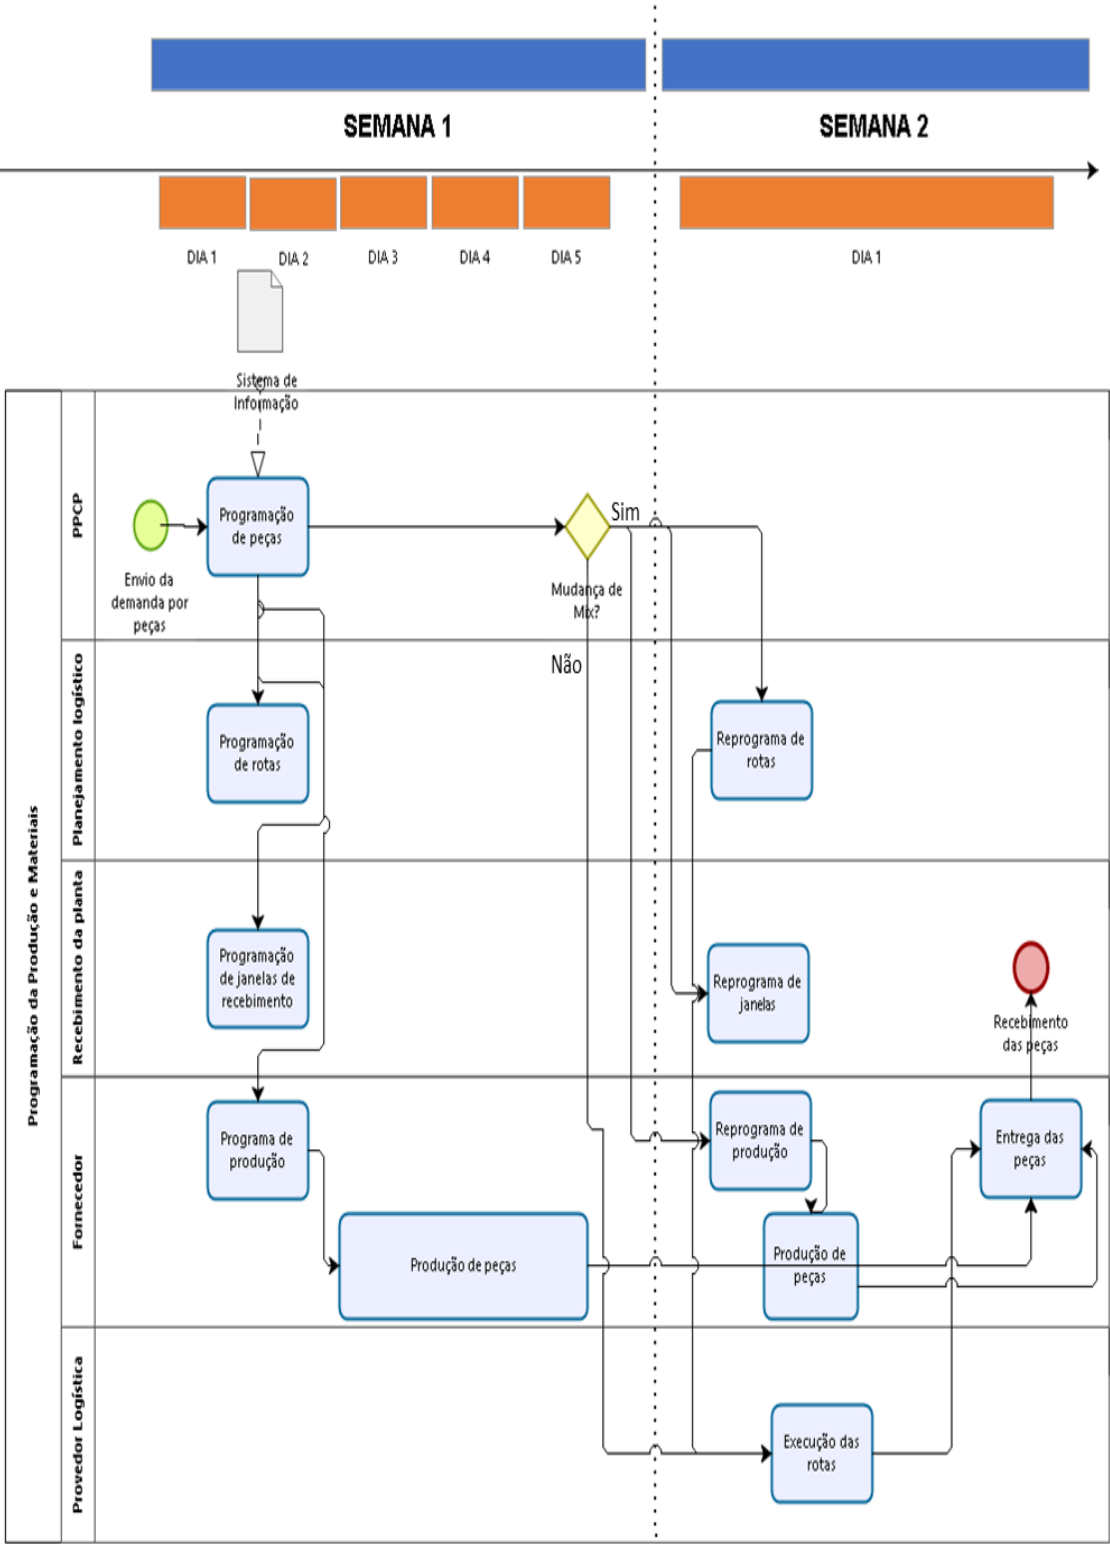 SEMANA 1
SEMANA 2
DIA 1
DIA 2
DIA 3
DIA 4
DIA 5
DIA 1
Sistema de
Informação
Programação da Produção e Materiais
PPCP
Envio da
demanda por
peças
Programação
de peças
Sim
Mudança de
Mix?
Não
Planejamento logístico
Programação
de rotas
Reprograma de
rotas
Recebimento da planta
Programação
de janelas de
recebimento
Reprograma de
janelas
Recebimento
das peças
Fornecedor
Programa de
produção
Reprograma de
produção
Entrega das
peças
Produção de peças
Produção de
peças
Provedor Logística
Execução das
rotas